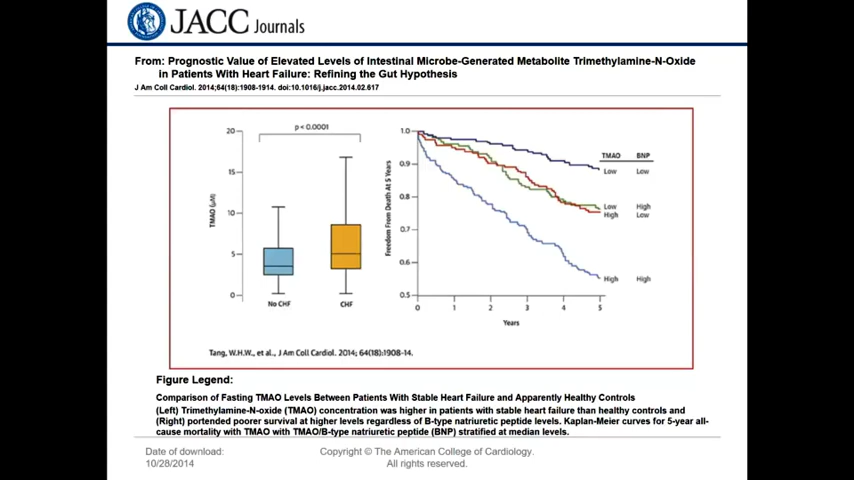 JACC Journals
From: Prognostic Value of Elevated Levels of Intestinal Microbe-Generated Metabolite Trimethylamine-N-Oxide
in Patients With Heart Failure: Refining the Gut Hypothesis
J Am Coll Cardiol. 2014;64(18):1908-1914. doi:10.1016/j.jacc.2014.02.617
p < 0.0001
20
15
10
5
0
TMAO (µM)
No CHF
CHF
Freedom From Death At 5 Years
1.0
0.9
0.8
0.7
0.6
0.5
0 1 2 3 4 5
Years
TMAO BNP
Low Low
Low High
High Low
High High
Tang, W.H.W., et al., J Am Coll Cardiol. 2014; 64(18):1908-14.
Figure Legend:
Comparison of Fasting TMAO Levels Between Patients With Stable Heart Failure and Apparently Healthy Controls
(Left) Trimethylamine-N-oxide (TMAO) concentration was higher in patients with stable heart failure than healthy controls and
(Right) portended poorer survival at higher levels regardless of B-type natriuretic peptide levels. Kaplan-Meier curves for 5-year all-
cause mortality with TMAO with TMAO/B-type natriuretic peptide (BNP) stratified at median levels.
Date of download:
10/28/2014
Copyright © The American College of Cardiology.
All rights reserved.